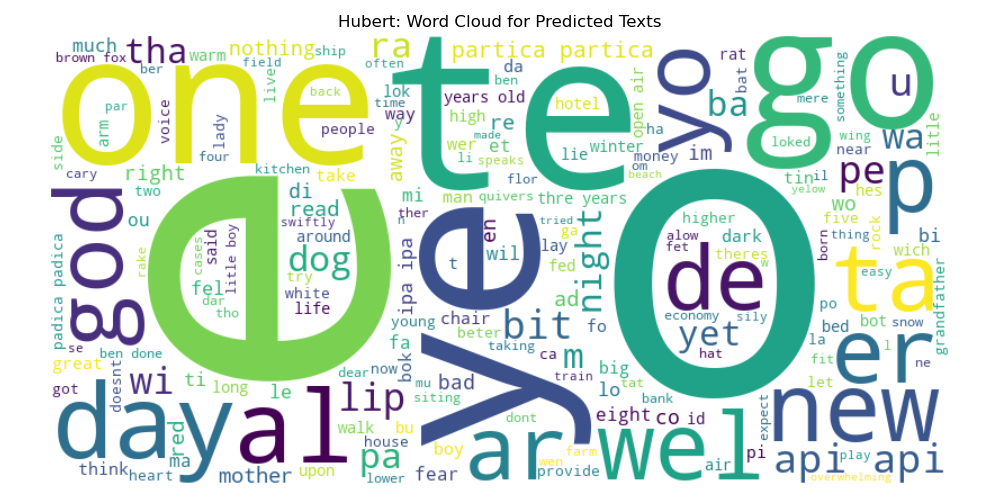 Hubert: Word Cloud for Predicted Texts
much
tha
warm
nothing
ship
ra
partica partica
yo
rat
go
u
brown fox
ber
field
often
da
ben
bat
something
one
live
back
lok
time
te
years old
hotel
open air
ba
mere
par
arm
voice
lady
people
y
way
high
re
loked
little
side
four
away
wer
et
made
ha
wing
wa
cary
right
kitchen
take
li
speaks
lie
winter
money
im
near
two
di
mi
flor
om
beach
tin
il
pe
hes
p
god
ou
read
man
quivers
thre years
wo
e
said
swiftly
around
ther
ye
en
tried
ga
night
higher
five
rock
bi
cases
little boy
dog
ipa ipa
lay
o
alow
dark
born
thing
wich
padica padica
rake
fel
try
t
wil
fed
fet
theres
w
ta
easy
dar
white
de
tho
life
ad
economy
sily
po
grandfather
se
young
chair
bit
fo
yet
bot
snow
ben done
fa
beter
taking
hat
la
bed
l
er
great
doesnt
wi
ti
dear
now
bok
ca
m
big
fit
ne
got
long
le
mu
bad
train
tat
let
day
al
lip
siting
lo
bank
expect
new
red
walk
bu
dont
eight
co
id
house
boy
ar
wen
farm
wel
pi
api api
play
think
ma
heart
mother
upon
pa
lower
fear
provide
air
overwhelming